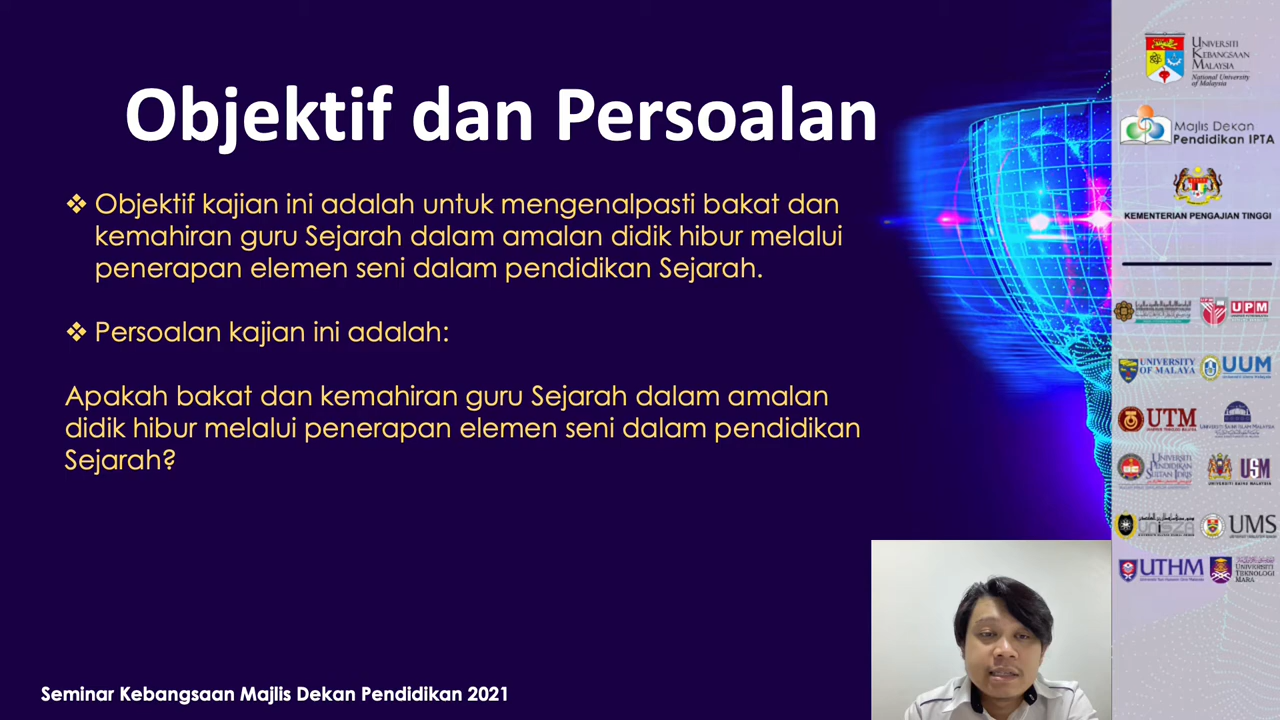 Objektif dan Persoalan
❖ Objektif kajian ini adalah untuk mengenalpasti bakat dan
kemahiran guru Sejarah dalam amalan didik hibur melalui
penerapan elemen seni dalam pendidikan Sejarah.
❖ Persoalan kajian ini adalah:
Apakah bakat dan kemahiran guru Sejarah dalam amalan
didik hibur melalui penerapan elemen seni dalam pendidikan
Sejarah?
Seminar Kebangsaan Majlis Dekan Pendidikan 2021
UNIVERSITI
KEBANGSAAN
MALAYSIA
National University
of Malaysia
Majlis Dekan
Pendidikan IPTA
KEMENTERIAN PENGAJIAN TINGGI
UPM
UNIVERSITY
OF MALAYA
UUM
UTM
UNIVERSITI
PENDIDIKAN
SULTAN IDRIS
USM
UNIVERSITI SAINS MALAYSIA
UniSZA
UMS
UTHM
UNIVERSITI
TEKNOLOGI
MARA